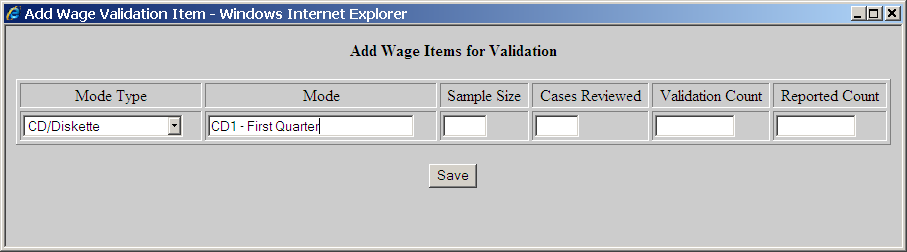 Add Wage Validation Item - Windows Internet Explorer
Add Wage Items for Validation
Mode Type Mode Sample Size Cases Reviewed Validation Count Reported Count
CD/Diskette CD1 - First Quarter
Save